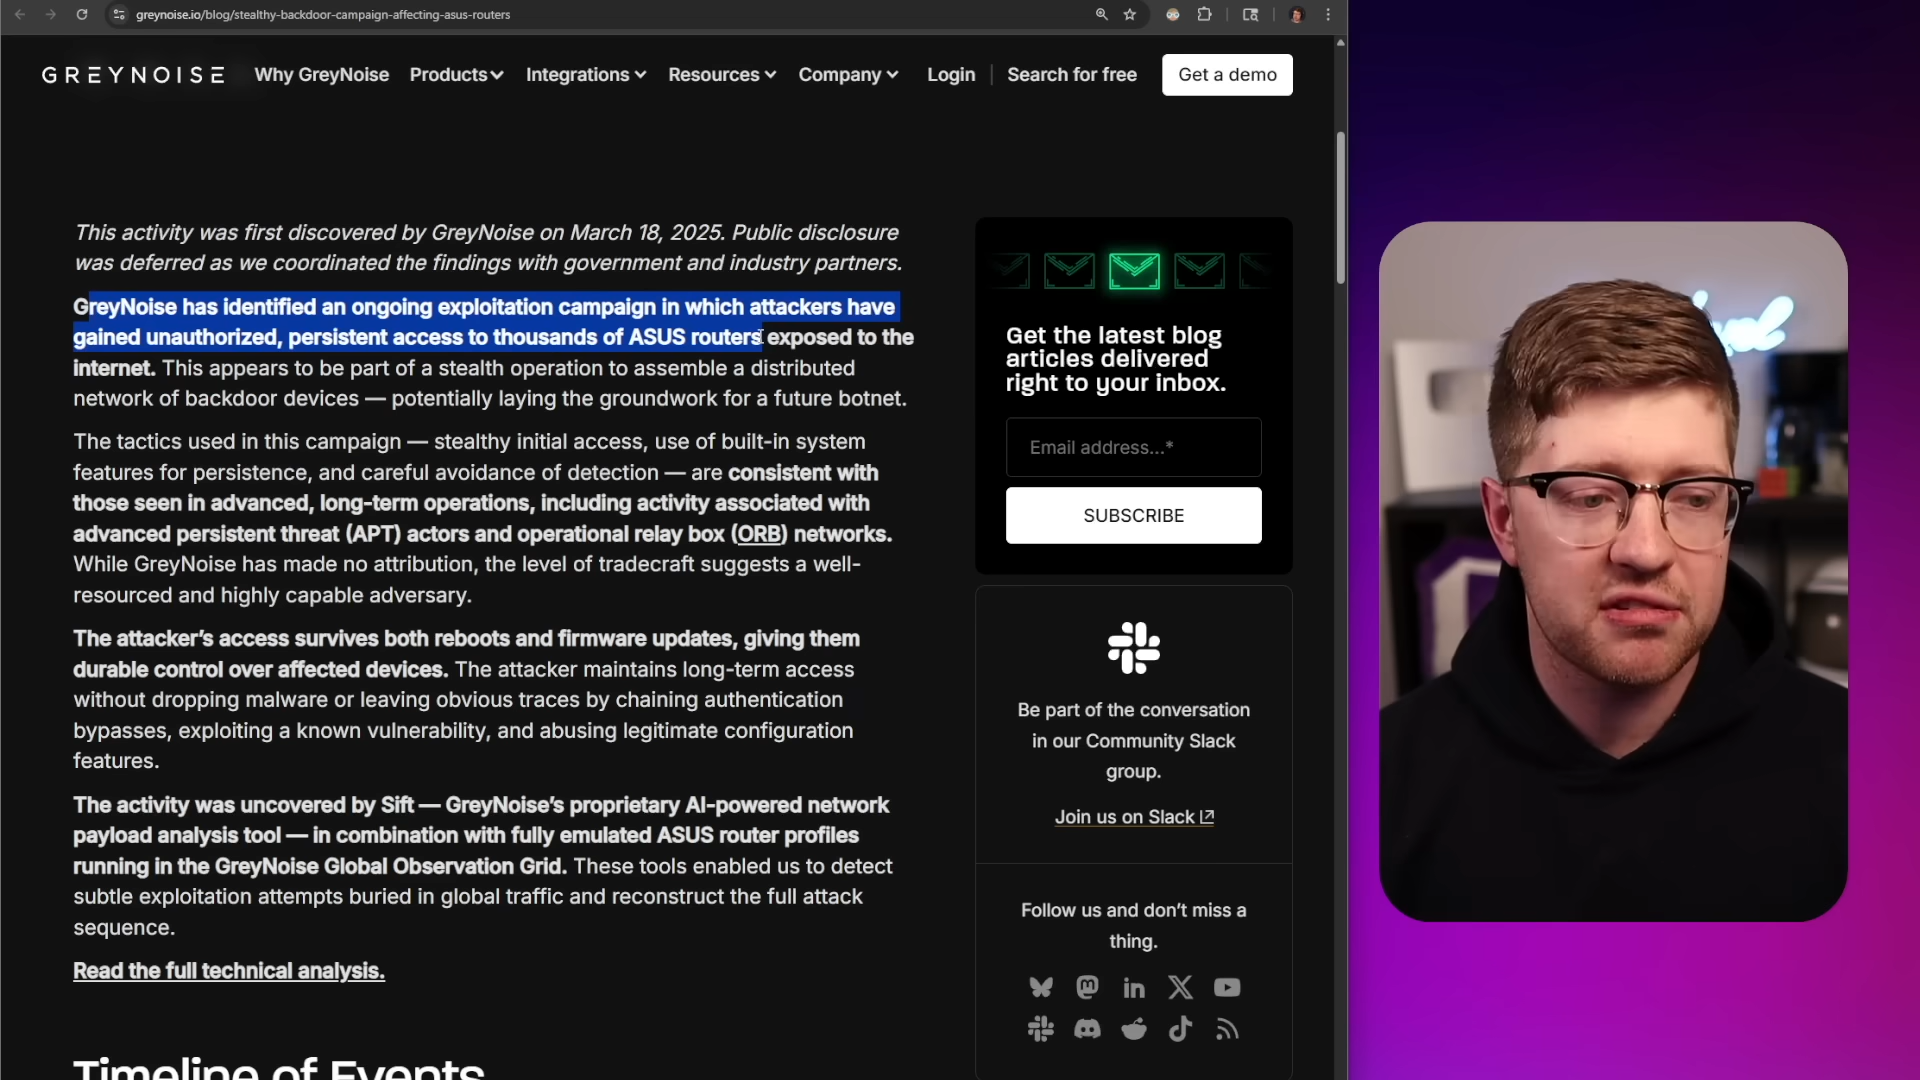 greynoise.io/blog/stealthy-backdoor-campaign-affecting-asus-routers
GREYNOISE Why GreyNoise Products Integrations Resources Company Login Search for free Get a demo
This activity was first discovered by GreyNoise on March 18, 2025. Public disclosure
was deferred as we coordinated the findings with government and industry partners.
GreyNoise has identified an ongoing exploitation campaign in which attackers have
gained unauthorized, persistent access to thousands of ASUS routers exposed to the
internet. This appears to be part of a stealth operation to assemble a distributed
network of backdoor devices — potentially laying the groundwork for a future botnet.
The tactics used in this campaign — stealthy initial access, use of built-in system
features for persistence, and careful avoidance of detection — are consistent with
those seen in advanced, long-term operations, including activity associated with
advanced persistent threat (APT) actors and operational relay box (ORB) networks.
While GreyNoise has made no attribution, the level of tradecraft suggests a well-
resourced and highly capable adversary.
The attacker’s access survives both reboots and firmware updates, giving them
durable control over affected devices. The attacker maintains long-term access
without dropping malware or leaving obvious traces by chaining authentication
bypasses, exploiting a known vulnerability, and abusing legitimate configuration
features.
The activity was uncovered by Sift — GreyNoise’s proprietary AI-powered network
payload analysis tool — in combination with fully emulated ASUS router profiles
running in the GreyNoise Global Observation Grid. These tools enabled us to detect
subtle exploitation attempts buried in global traffic and reconstruct the full attack
sequence.
Read the full technical analysis.
Timeline of Events
Get the latest blog
articles delivered
right to your inbox.
Email address...*
SUBSCRIBE
Be part of the conversation
in our Community Slack
group.
Join us on Slack
Follow us and don’t miss a
thing.